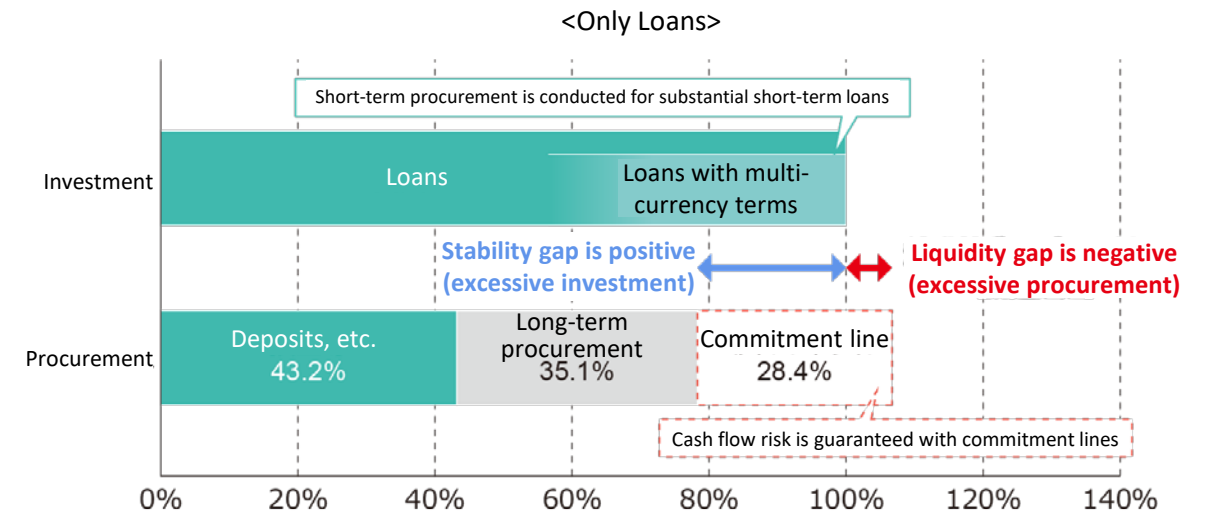 <Only Loans>
Short-term procurement is conducted for substantial short-term loans
Investment
Loans
Loans with multi-
currency terms
Stability gap is positive
(excessive investment)
Liquidity gap is negative
(excessive procurement)
Procurement
Deposits, etc.
43.2%
Long-term
procurement
35.1%
Commitment line
28.4%
Cash flow risk is guaranteed with commitment lines
0%
20%
40%
60%
80%
100%
120%
140%